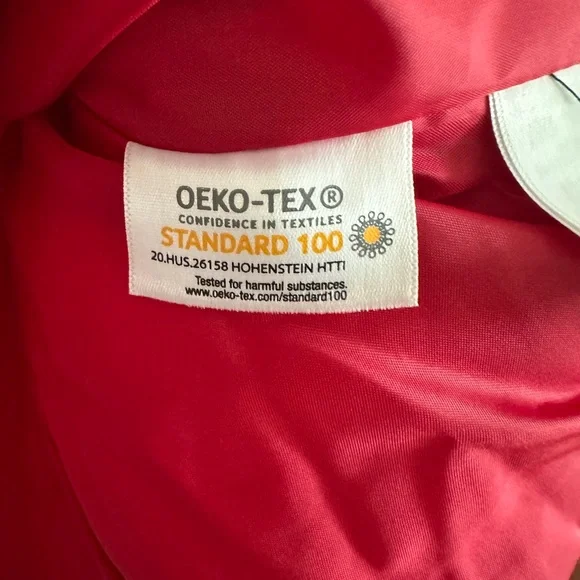 OEKO-TEX®
CONFIDENCE IN TEXTILES
STANDARD 100
20.HUS.26158 HOHENSTEIN HTTI
Tested for harmful substances.
www.oeko-tex.com/standard100